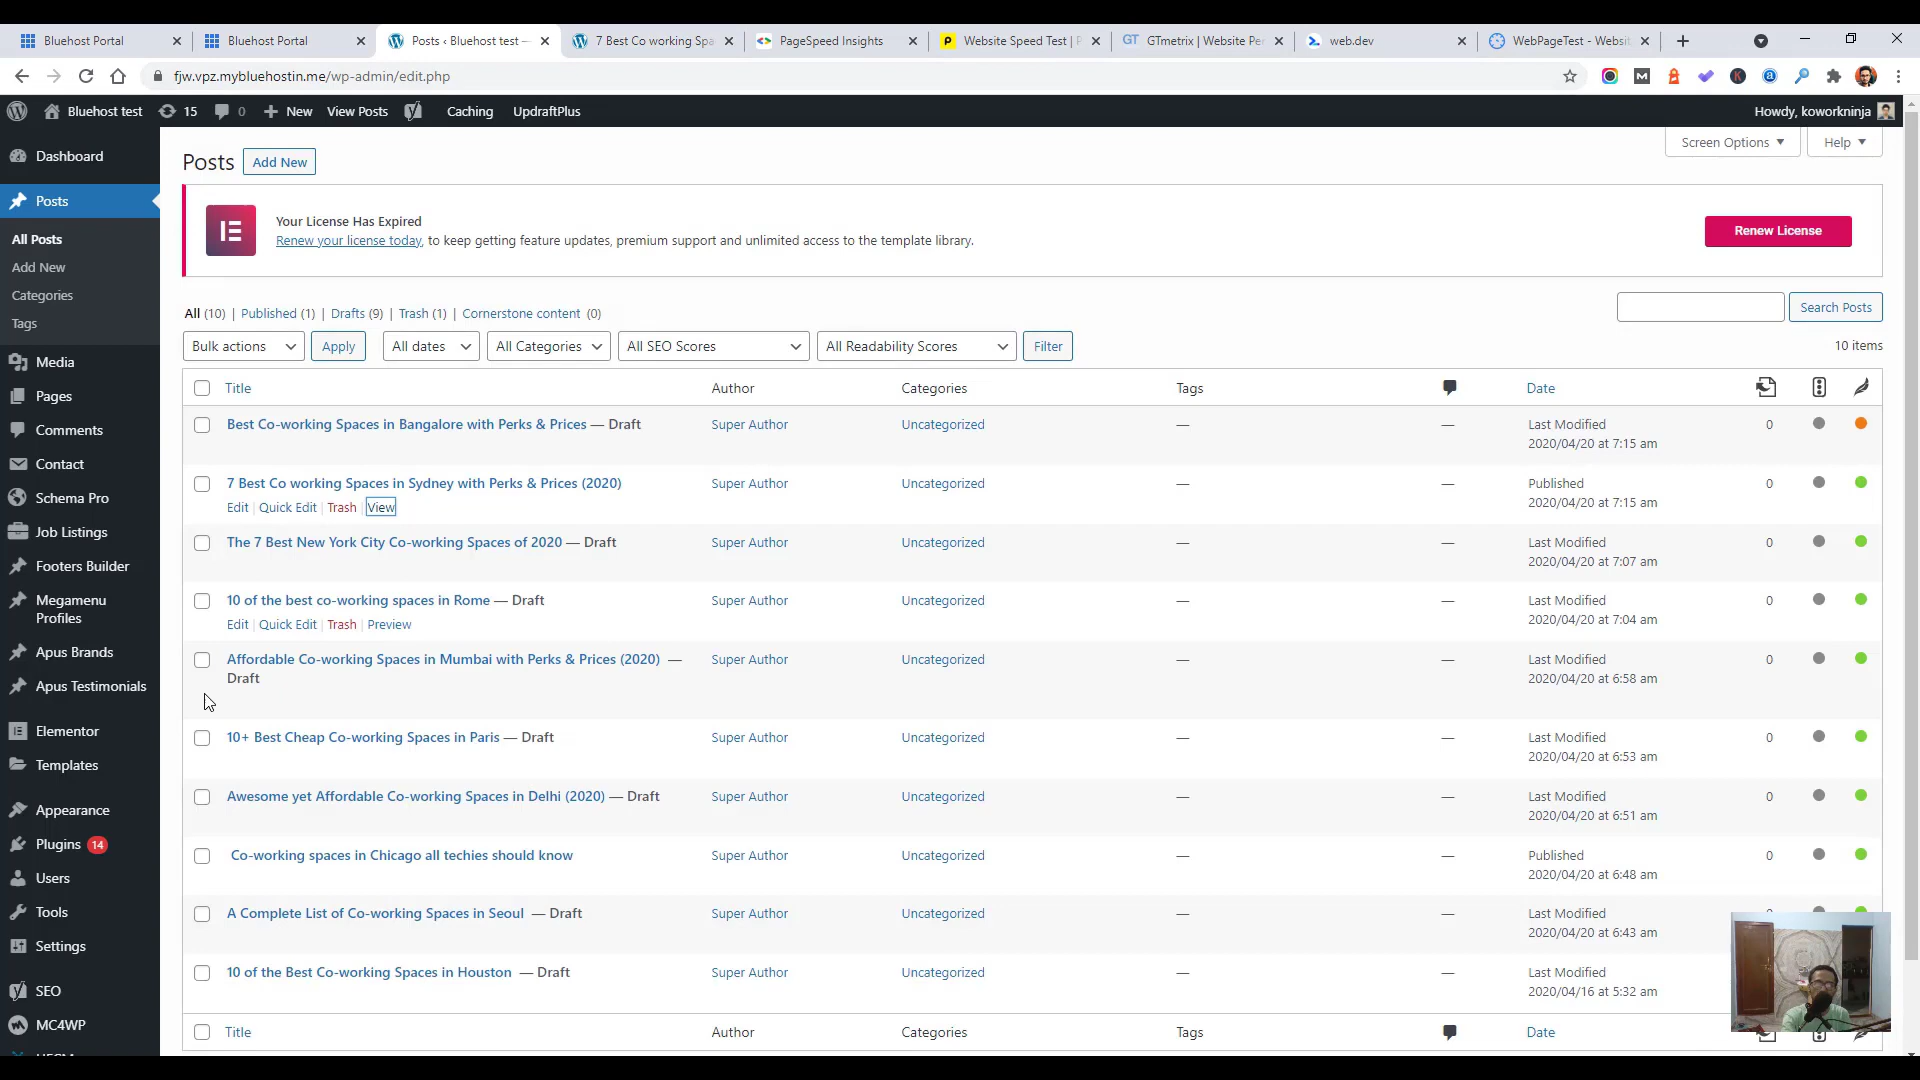 Bluehost Portal
Bluehost Portal
Posts ‹ Bluehost test —
7 Best Co working Spa
PageSpeed Insights
Website Speed Test | P
GTmetrix | Website Pe
web.dev
WebPageTest - Websit
fjw.vpz.mybluehostin.me/wp-admin/edit.php
Bluehost test 15 0 New View Posts Caching UpdraftPlus
Howdy, koworkninja
Dashboard
Posts
All Posts
Add New
Categories
Tags
Media
Pages
Comments
Contact
Schema Pro
Job Listings
Footers Builder
Megamenu
Profiles
Apus Brands
Apus Testimonials
Elementor
Templates
Appearance
Plugins 14
Users
Tools
Settings
SEO
MC4WP
Screen Options Help
Posts Add New
Your License Has Expired
Renew your license today, to keep getting feature updates, premium support and unlimited access to the template library.
Renew License
All (10) | Published (1) | Drafts (9) | Trash (1) | Cornerstone content (0)
Search Posts
Bulk actions Apply All dates All Categories All SEO Scores All Readability Scores Filter
10 items
Title Author Categories Tags Date
Best Co-working Spaces in Bangalore with Perks & Prices — Draft Super Author Uncategorized — — Last Modified 0
2020/04/20 at 7:15 am
7 Best Co working Spaces in Sydney with Perks & Prices (2020) Super Author Uncategorized — — Published 0
Edit | Quick Edit | Trash | View 2020/04/20 at 7:15 am
The 7 Best New York City Co-working Spaces of 2020 — Draft Super Author Uncategorized — — Last Modified 0
2020/04/20 at 7:07 am
10 of the best co-working spaces in Rome — Draft Super Author Uncategorized — — Last Modified 0
Edit | Quick Edit | Trash | Preview 2020/04/20 at 7:04 am
Affordable Co-working Spaces in Mumbai with Perks & Prices (2020) — Super Author Uncategorized — — Last Modified 0
Draft 2020/04/20 at 6:58 am
10+ Best Cheap Co-working Spaces in Paris — Draft Super Author Uncategorized — — Last Modified 0
2020/04/20 at 6:53 am
Awesome yet Affordable Co-working Spaces in Delhi (2020) — Draft Super Author Uncategorized — — Last Modified 0
2020/04/20 at 6:51 am
Co-working spaces in Chicago all techies should know Super Author Uncategorized — — Published 0
2020/04/20 at 6:48 am
A Complete List of Co-working Spaces in Seoul — Draft Super Author Uncategorized — — Last Modified
2020/04/20 at 6:43 am
10 of the Best Co-working Spaces in Houston — Draft Super Author Uncategorized — — Last Modified
2020/04/16 at 5:32 am
Title Author Categories Tags Date